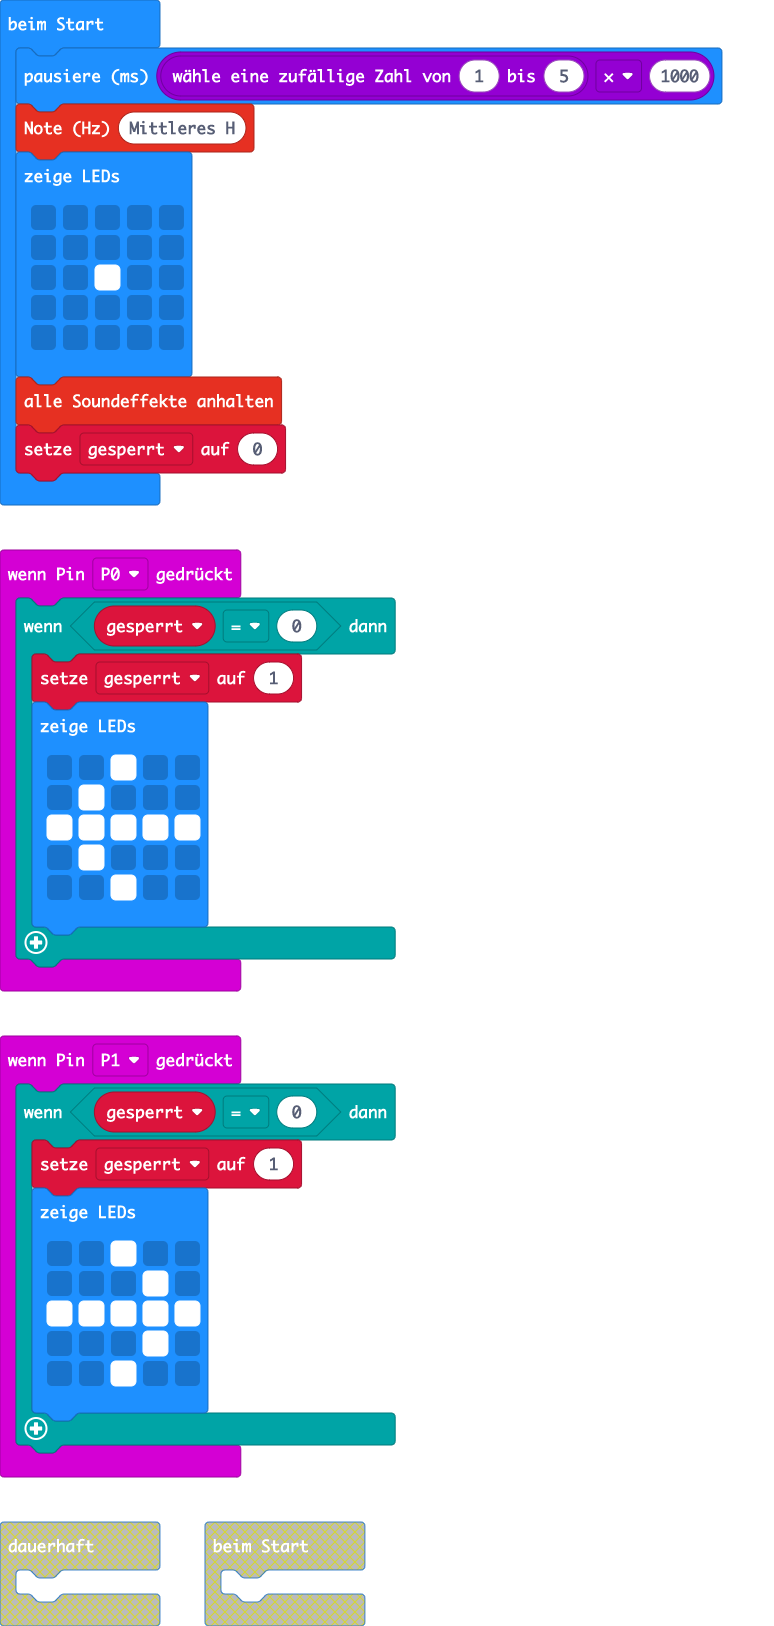 beim Start
pausiere (ms) wähle eine zufällige Zahl von 1 bis 5 × 1000
Note (Hz) Mittleres H
zeige LEDs
alle Soundeffekte anhalten
setze gesperrt auf 0
wenn Pin P0 gedrückt
wenn gesperrt = 0 dann
setze gesperrt auf 1
zeige LEDs
wenn Pin P1 gedrückt
wenn gesperrt = 0 dann
setze gesperrt auf 1
zeige LEDs
dauerhaft beim Start